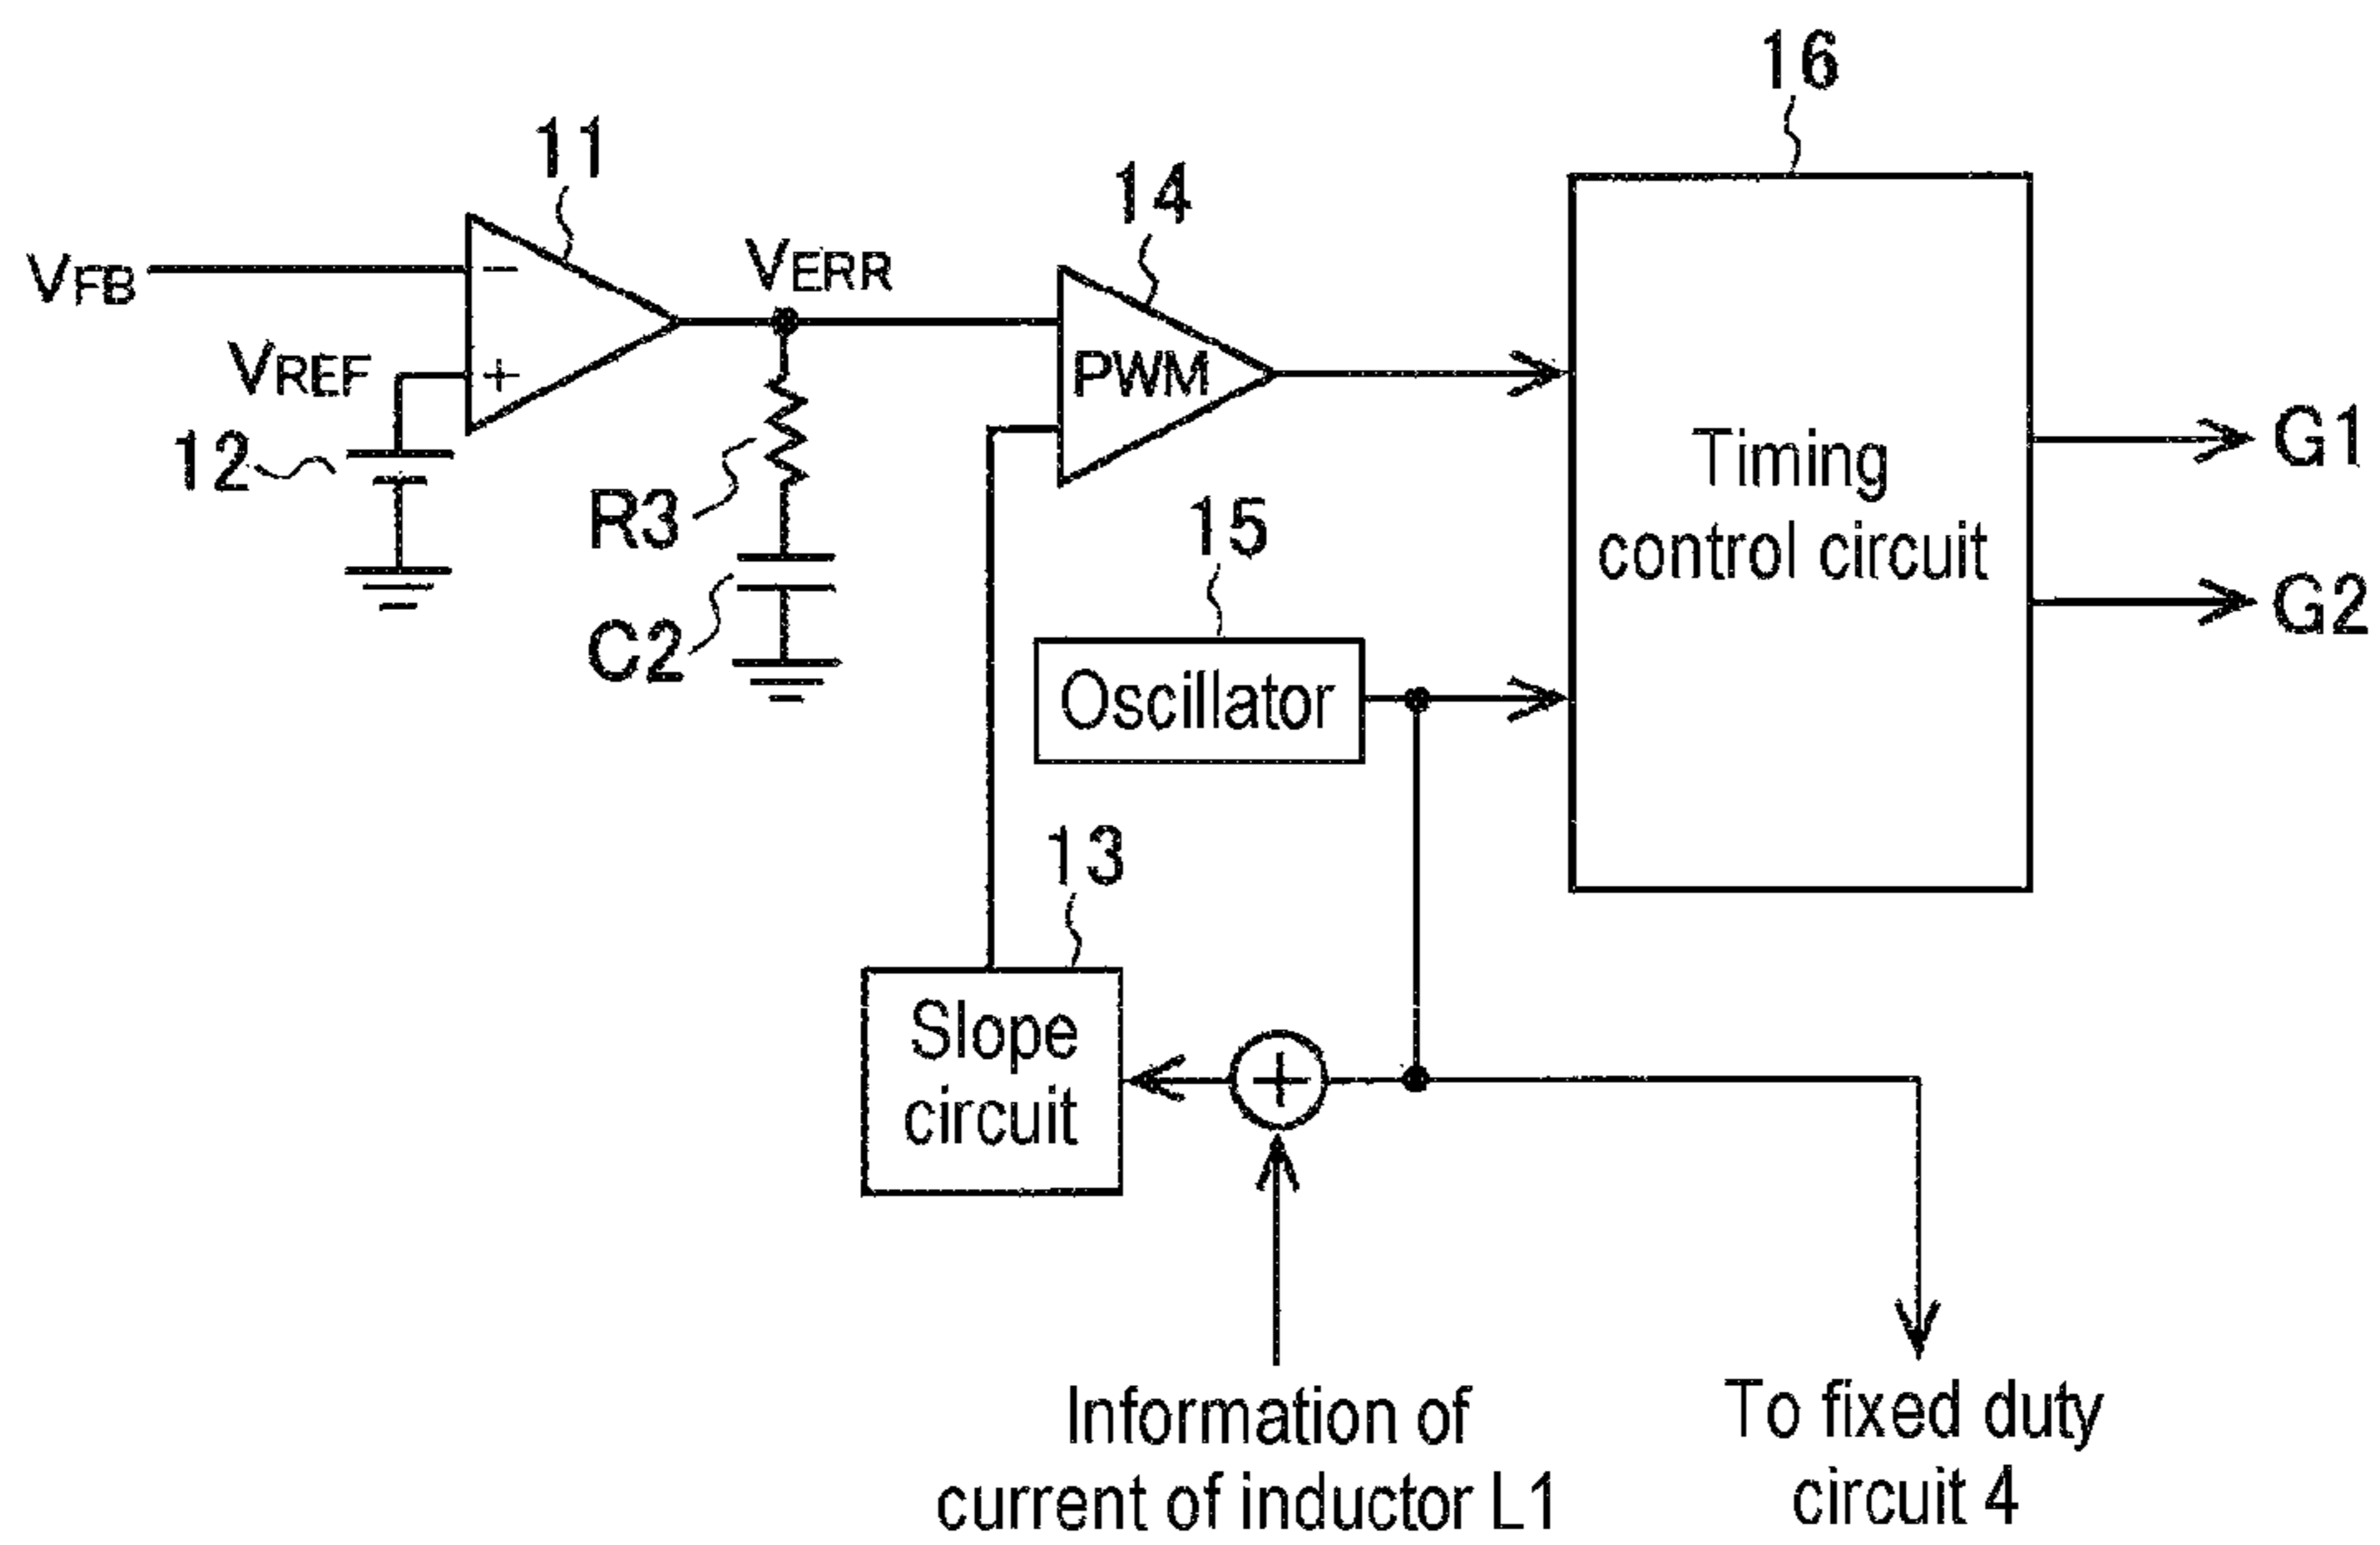 16
11
14
VFB
−
VERR
VREF
+
PWM
12
R3
15
Timing
control circuit
G1
G2
C2
Oscillator
13
Slope
circuit
+
Information of
current of inductor L1
To fixed duty
circuit 4